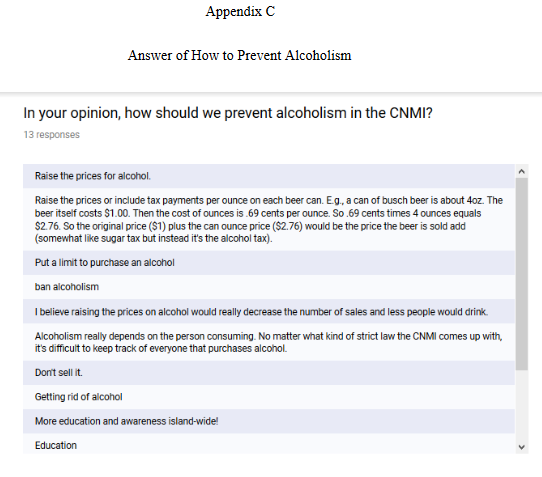 Appendix C
Answer of How to Prevent Alcoholism
In your opinion, how should we prevent alcoholism in the CNMI?
13 responses
Raise the prices for alcohol.
Raise the prices or include tax payments per ounce on each beer can. E.g., a can of busch beer is about 4oz. The
beer itself costs $1.00. Then the cost of ounces is .69 cents per ounce. So .69 cents times 4 ounces equals
$2.76. So the original price ($1) plus the can ounce price ($2.76) would be the price the beer is sold add
(somewhat like sugar tax but instead it's the alcohol tax).
Put a limit to purchase an alcohol
ban alcoholism
I believe raising the prices on alcohol would really decrease the number of sales and less people would drink.
Alcoholism really depends on the person consuming. No matter what kind of strict law the CNMI comes up with,
it's difficult to keep track of everyone that purchases alcohol.
Don't sell it.
Getting rid of alcohol
More education and awareness island-wide!
Education